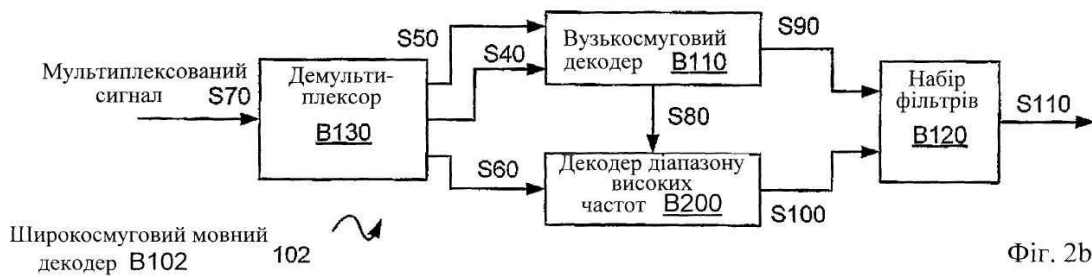 Мультиплексований
сигнал S70
Демульти-
плексор
B130
S50
S40
S60
Вузькосмуговий
декодер B110
S80
S90
Декодер діапазону
високих
частот B200
S100
Набір
фільтрів
B120
S110
Широкосмуговий мовний
декодер B102 102
Фіг. 2b